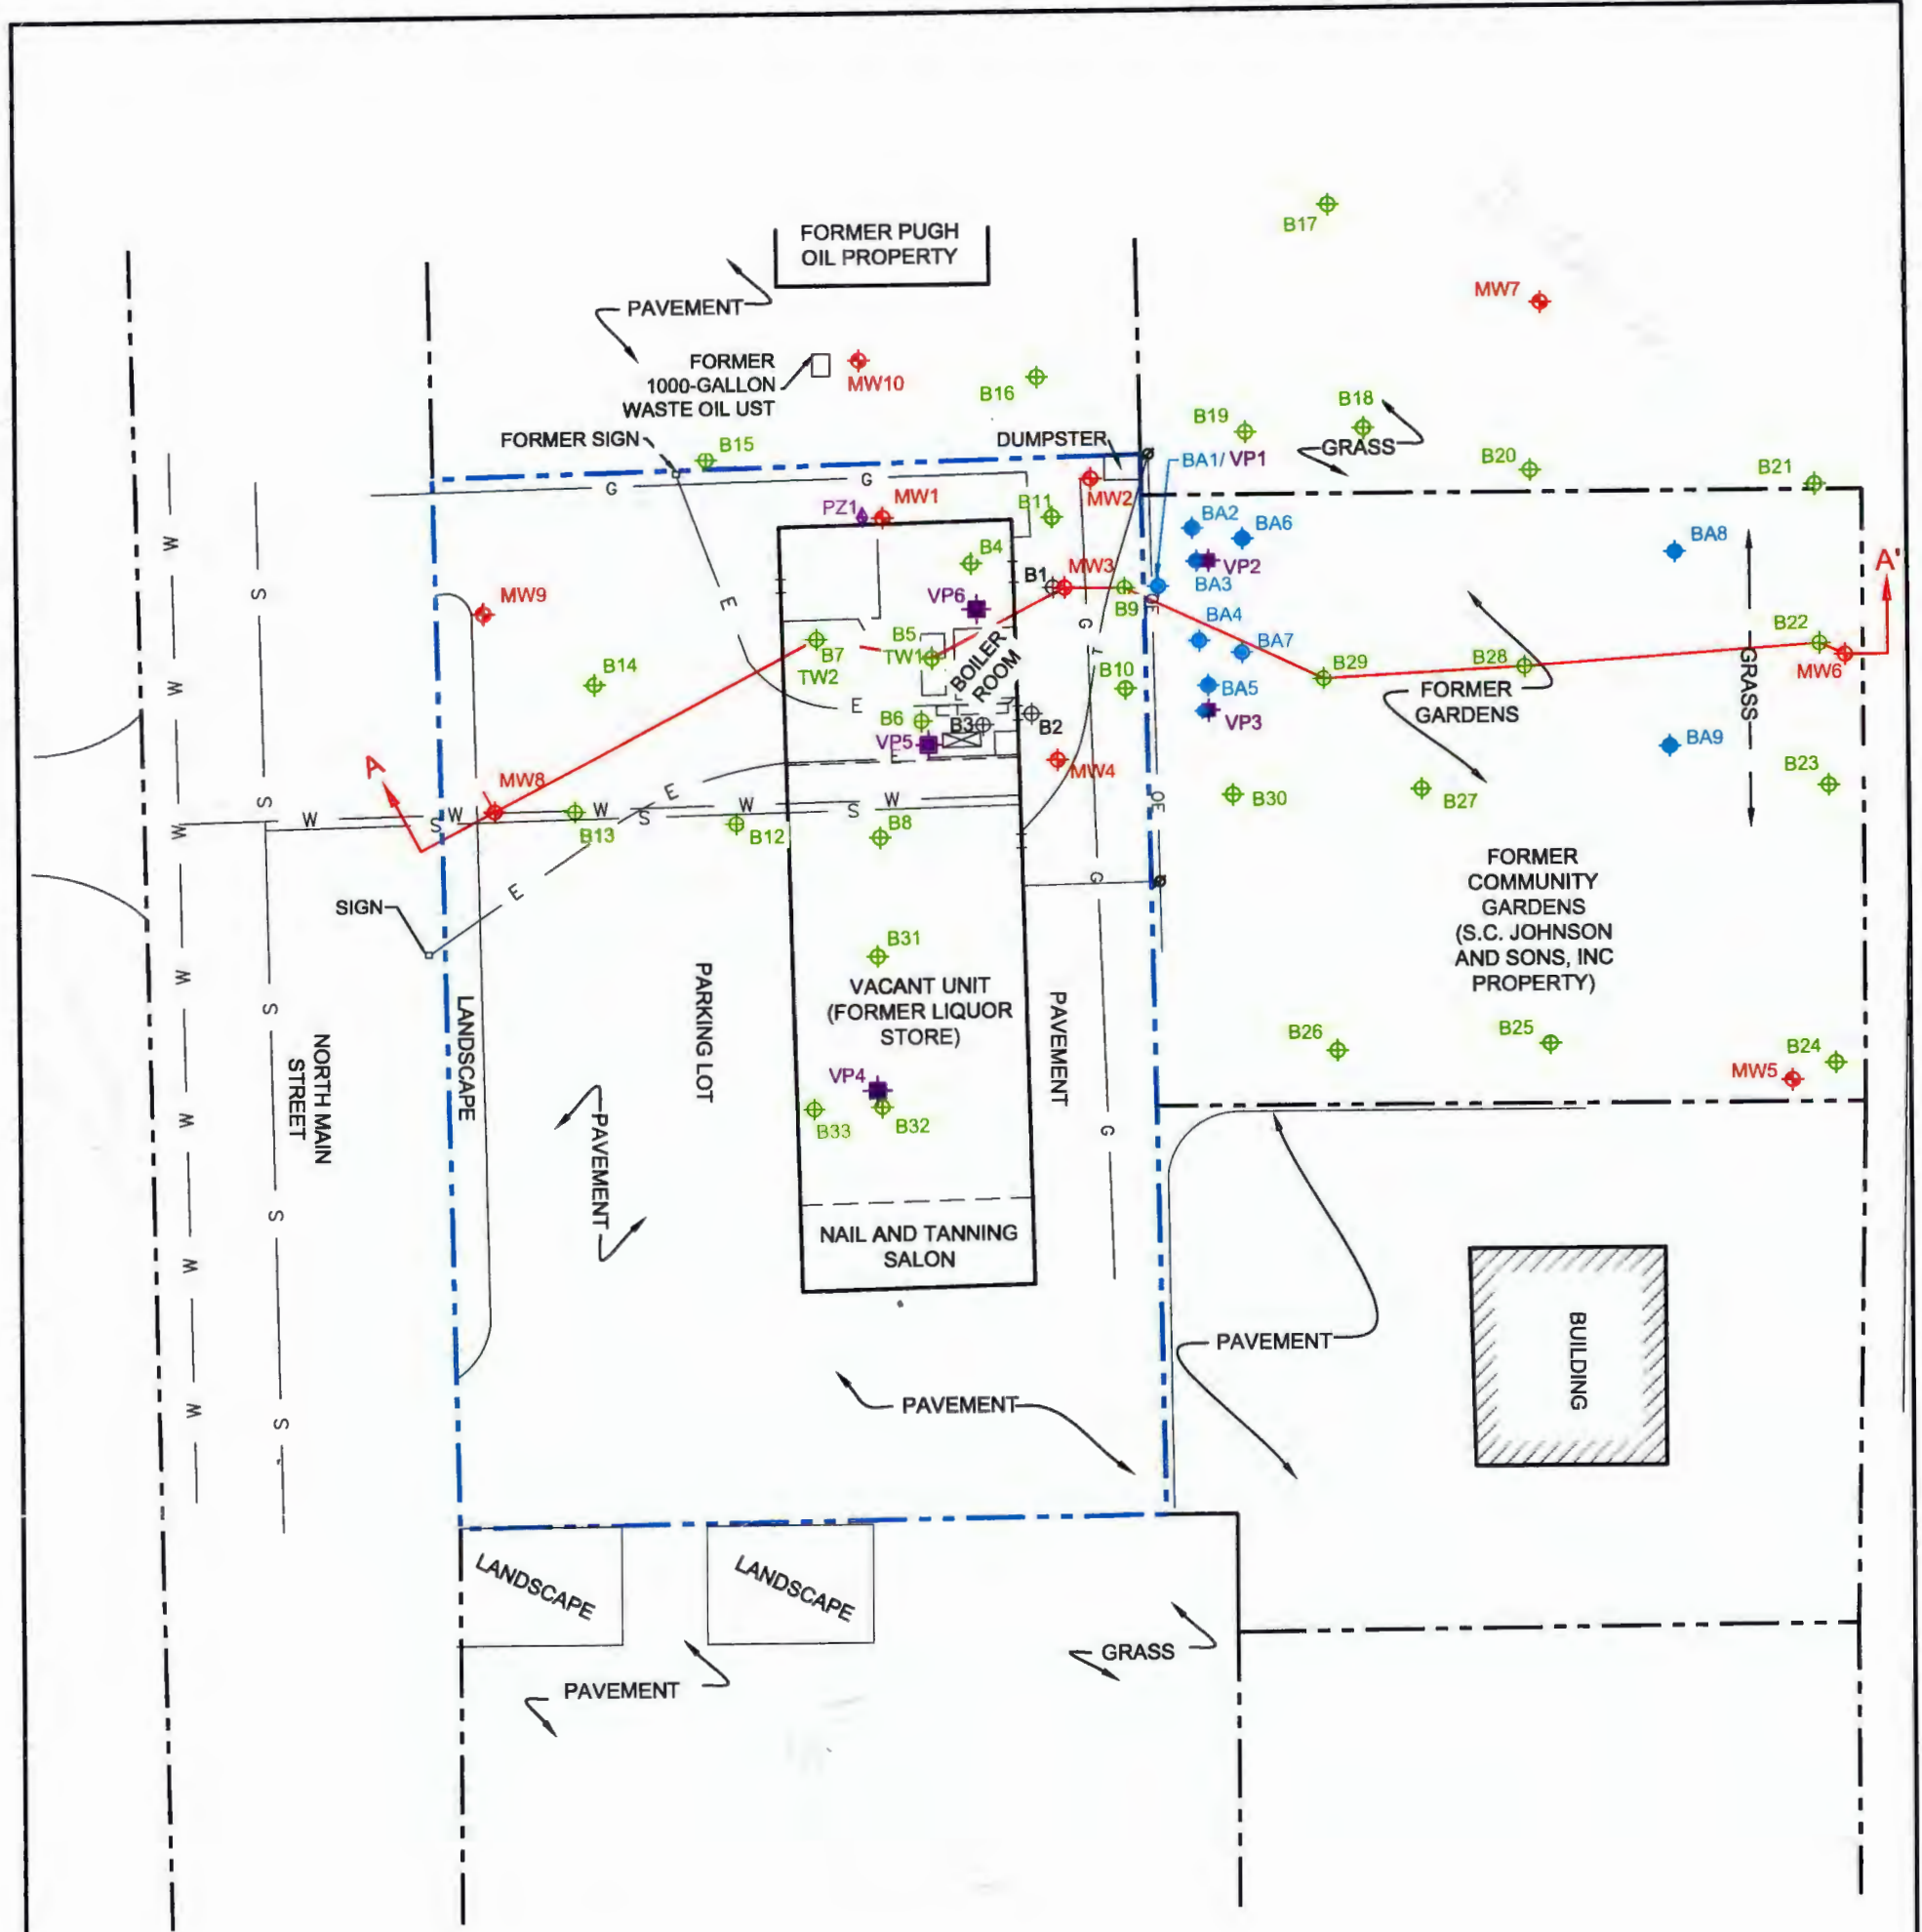 B17
FORMER PUGH
OIL PROPERTY
MW7
PAVEMENT
FORMER
1000-GALLON
WASTE OIL UST
MW10
B16
B18
B19
FORMER SIGN
B15
DUMPSTER
GRASS
BA1/ VP1
B20
B21
G
G
MW2
PZ1
MW1
B11
BA2
BA6
BA8
W
B4
B1
MW3
VP2
A'
S
MW9
E
VP6
B9
BA3
OF
G
BA4
B22
B5
TW1
BOILER
ROOM
BA7
B7
TW2
T
B14
W
B10
BA5
B29
B28
MW6
FORMER
GARDENS
GRASS
E
B6
B3
B2
VP3
VP5
BA9
A
E
MW4
MW8
B23
S
E
W
W
W
W
W
S
S
S
B30
B27
OF
W
B13
B12
B8
G
FORMER
COMMUNITY
GARDENS
(S.C. JOHNSON
AND SONS, INC
PROPERTY)
SIGN
E
B31
W
VACANT UNIT
(FORMER LIQUOR
STORE)
S
PARKING LOT
LANDSCAPE
PAVEMENT
NORTH MAIN
STREET
B26
B25
B24
MW5
VP4
W
B33
B32
G
PAVEMENT
S
NAIL AND TANNING
SALON
W
PAVEMENT
BUILDING
PAVEMENT
W
S
LANDSCAPE
LANDSCAPE
GRASS
PAVEMENT